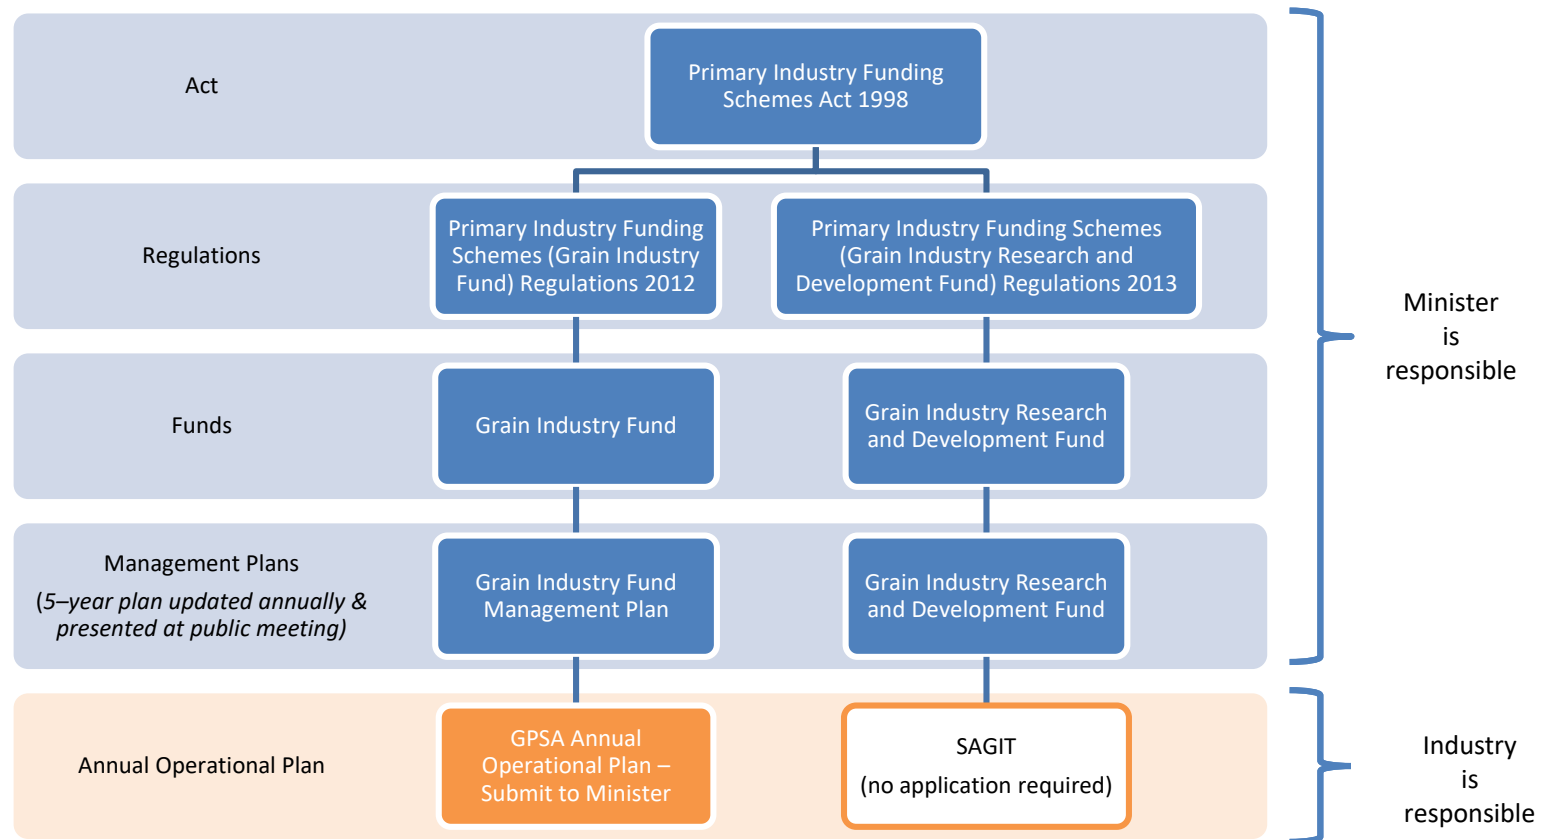 Act
Primary Industry Funding
Schemes Act 1998
Regulations
Primary Industry Funding
Schemes (Grain Industry
Fund) Regulations 2012
Primary Industry Funding Schemes
(Grain Industry Research and
Development Fund) Regulations 2013
Minister
is
responsible
Funds
Grain Industry Fund
Grain Industry Research
and Development Fund
Management Plans
(5–year plan updated annually &
presented at public meeting)
Grain Industry Fund
Management Plan
Grain Industry Research
and Development Fund
Annual Operational Plan
GPSA Annual
Operational Plan –
Submit to Minister
SAGIT
(no application required)
Industry
is
responsible